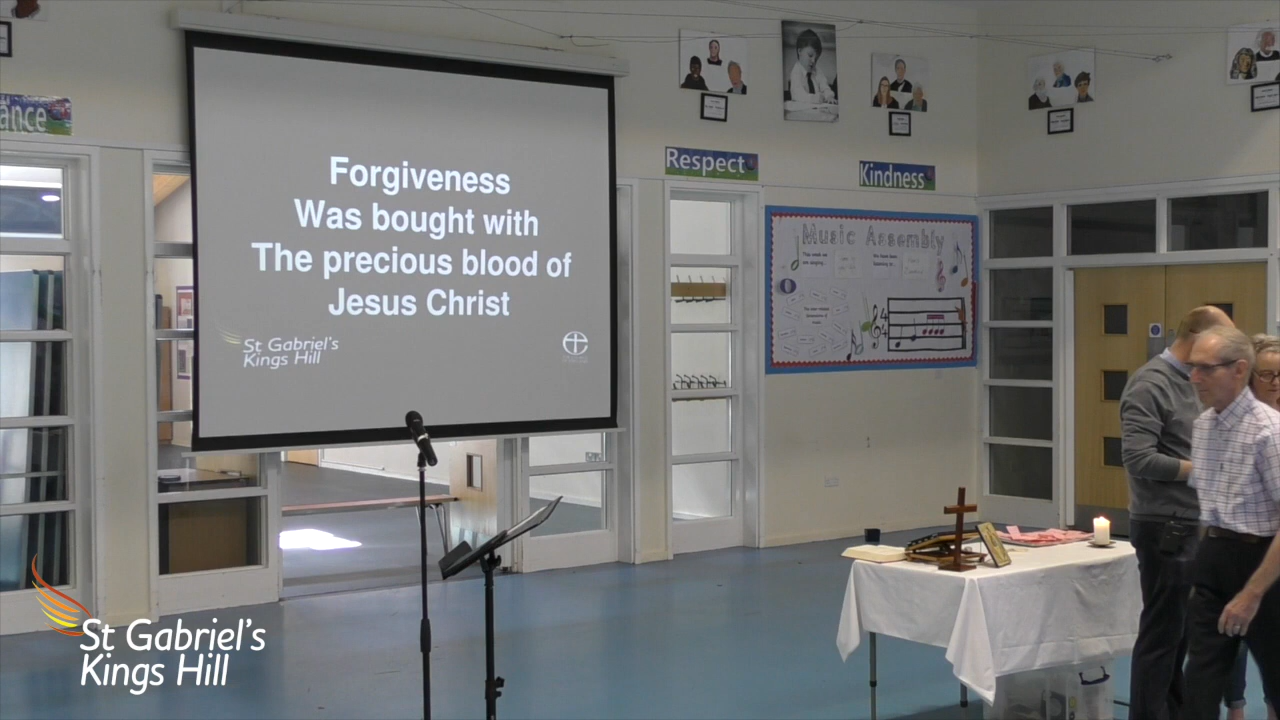 ance
Forgiveness
Was bought with
The precious blood of
Jesus Christ
St Gabriel's
Kings Hill
Respect
Kindness
Music Assembly
St Gabriel's
Kings Hill